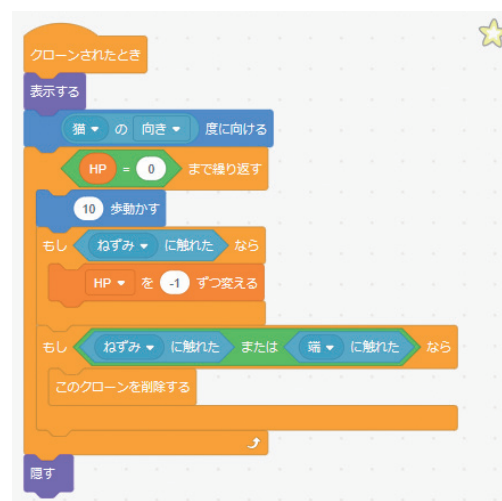 クローンされたとき
表示する
猫 の 向き 度に向ける
HP = 0 まで繰り返す
10 歩動かす
もし ねずみ に触れた なら
HP を -1 ずつ変える
もし ねずみ に触れた または 端 に触れた なら
このクローンを削除する
隠す